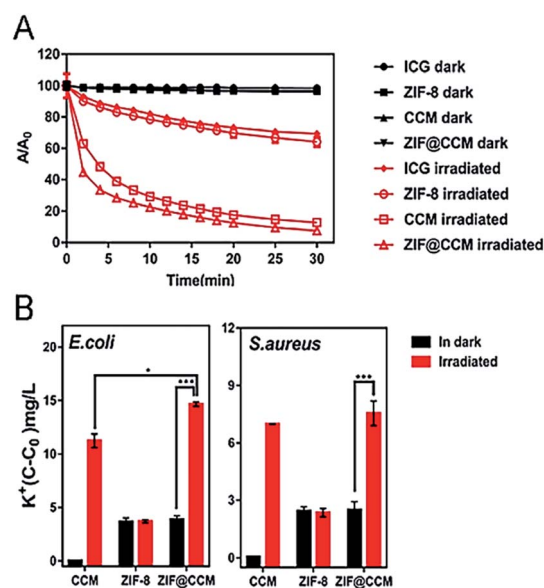 A
120
100
80
60
40
20
0
A/A0
0 5 10 15 20 25 30
Time(min)
ICG dark
ZIF-8 dark
CCM dark
ZIF@CCM dark
ICG irradiated
ZIF-8 irradiated
CCM irradiated
ZIF@CCM irradiated
B
K+(C-C0)mg/L
20
15
10
5
0
E.coli
*
***
CCM ZIF-8 ZIF@CCM
12
9
6
3
0
S.aureus
***
CCM ZIF-8 ZIF@CCM
In dark
Irradiated